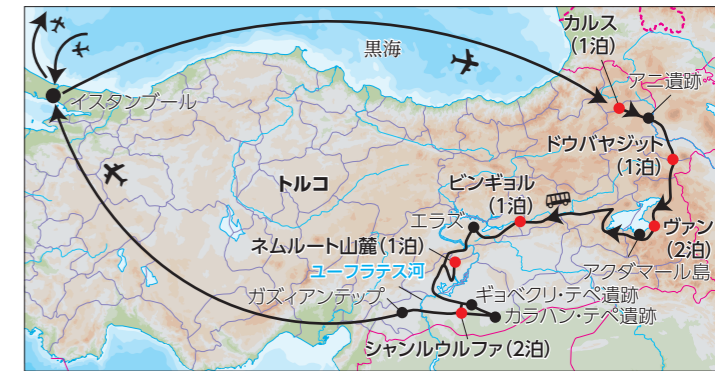 カルス
(1泊)
黒海
アニ遺跡
イスタンブール
ドウバヤジット
(1泊)
トルコ
ビンギョル
(1泊)
エラズ
ヴァン
(2泊)
ネムルート山麓(1泊)
アクダマール島
ユーフラテス河
ガズィアンテップ
ギョベクリ・テペ遺跡
カラハン・テペ遺跡
シャンルウルファ(2泊)